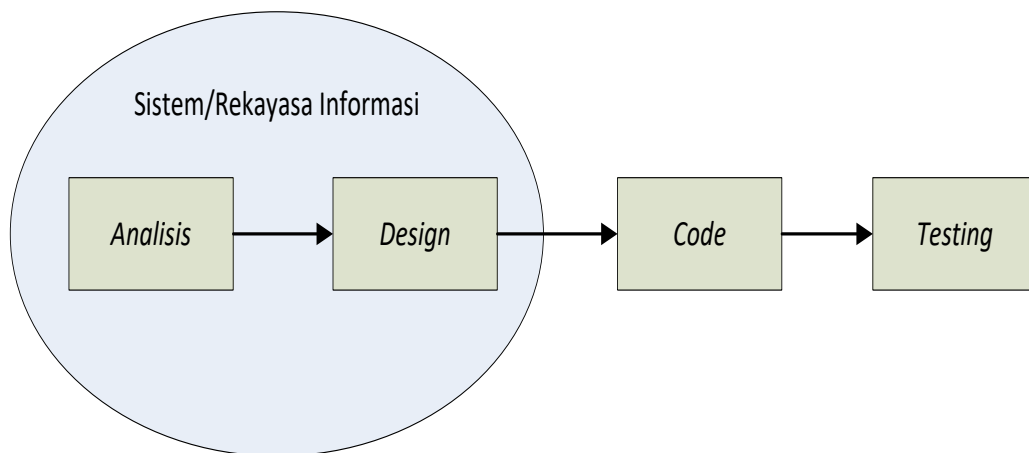 Sistem/Rekayasa Informasi
Analisis
Design
Code
Testing